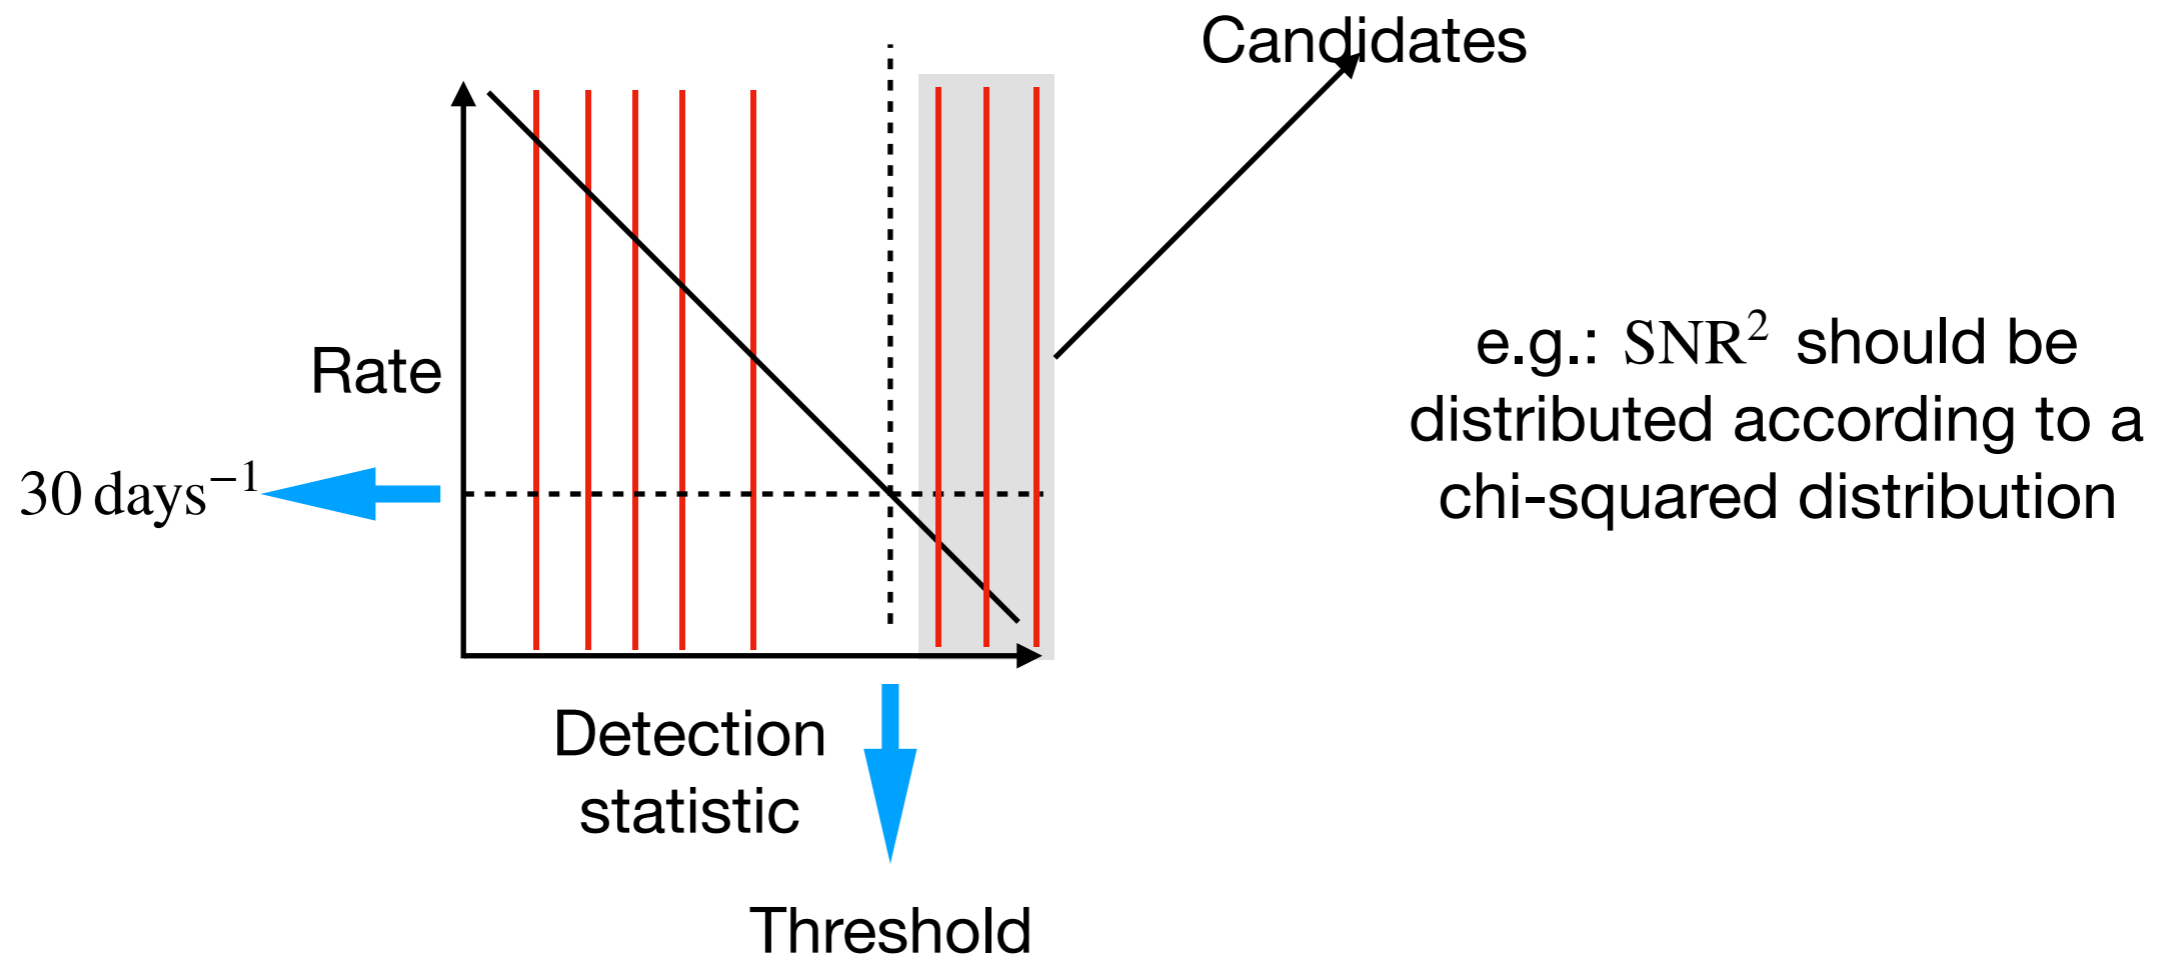 Candidates
Rate
30 days⁻¹
e.g.: SNR² should be
distributed according to a
chi-squared distribution
Detection
statistic
Threshold